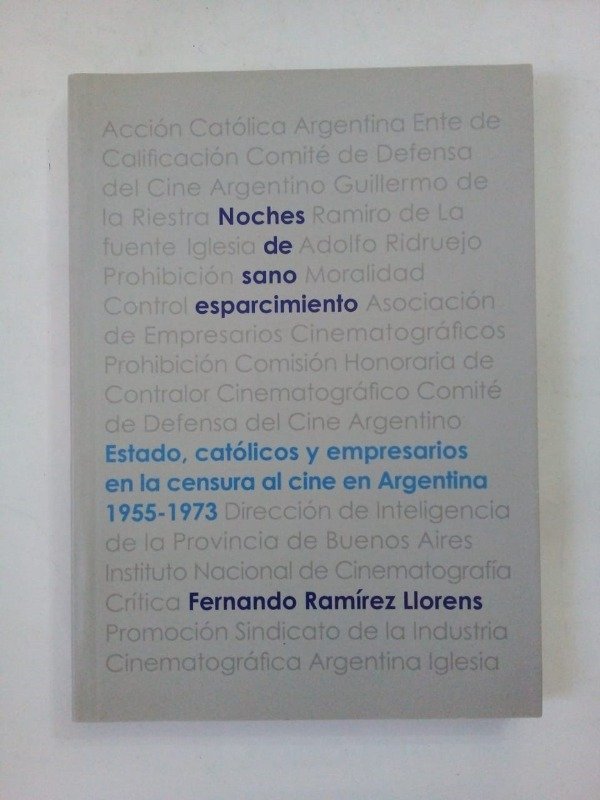 Acción Católica Argentina Ente de
Calificación Comité de Defensa
del Cine Argentino Guillermo de
la Riestra Noches Ramiro de La
fuente Iglesia de Adolfo Ridruejo
Prohibición sano Moralidad
Control esparcimiento Asociación
de Empresarios Cinematográficos
Prohibición Comisión Honoraria de
Contralor Cinematográfico Comité
de Defensa del Cine Argentino
Estado, católicos y empresarios
en la censura al cine en Argentina
1955-1973 Dirección de Inteligencia
de la Provincia de Buenos Aires
Instituto Nacional de Cinematografía
Crítica Fernando Ramírez Llorens
Promoción Sindicato de la Industria
Cinematográfica Argentina Iglesia